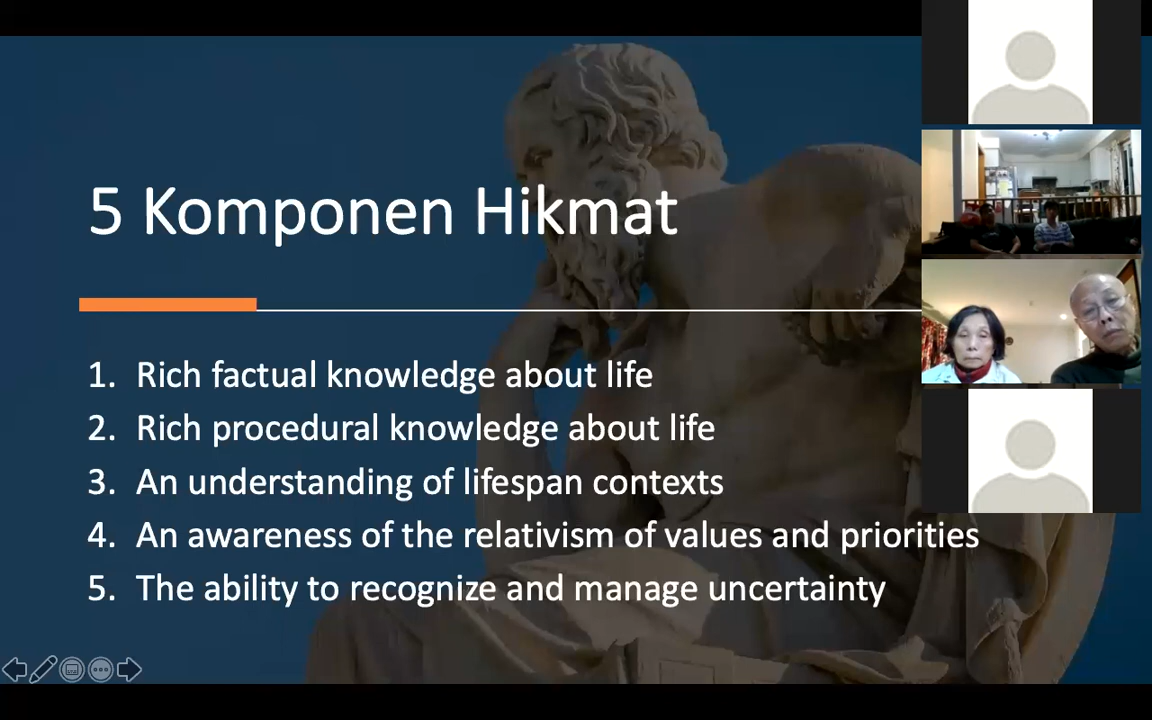 5 Komponen Hikmat
1. Rich factual knowledge about life
2. Rich procedural knowledge about life
3. An understanding of lifespan contexts
4. An awareness of the relativism of values and priorities
5. The ability to recognize and manage uncertainty